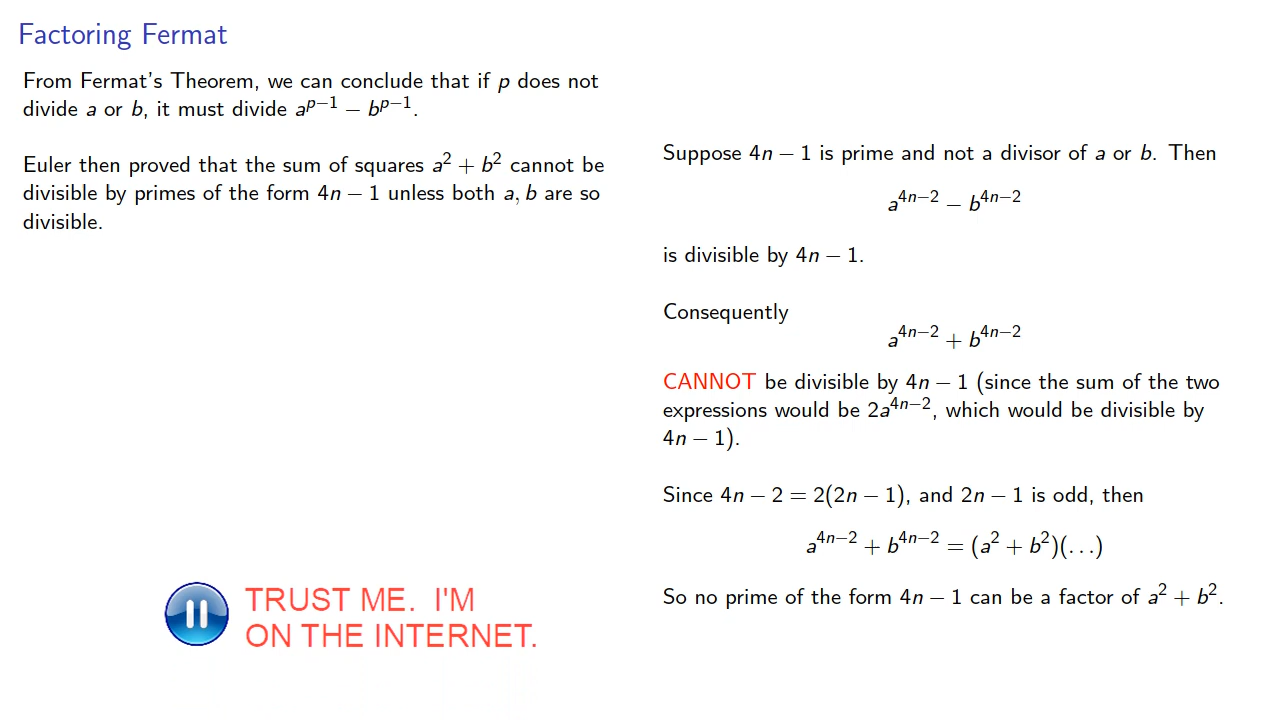 Factoring Fermat
From Fermat's Theorem, we can conclude that if p does not
divide a or b, it must divide a^{p−1} − b^{p−1}.
Euler then proved that the sum of squares a² + b² cannot be
divisible by primes of the form 4n − 1 unless both a, b are so
divisible.
TRUST ME. I'M
ON THE INTERNET.
Suppose 4n − 1 is prime and not a divisor of a or b. Then
a^{4n−2} − b^{4n−2}
is divisible by 4n − 1.
Consequently
a^{4n−2} + b^{4n−2}
CANNOT be divisible by 4n − 1 (since the sum of the two
expressions would be 2a^{4n−2}, which would be divisible by
4n − 1).
Since 4n − 2 = 2(2n − 1), and 2n − 1 is odd, then
a^{4n−2} + b^{4n−2} = (a² + b²)(...)
So no prime of the form 4n − 1 can be a factor of a² + b².